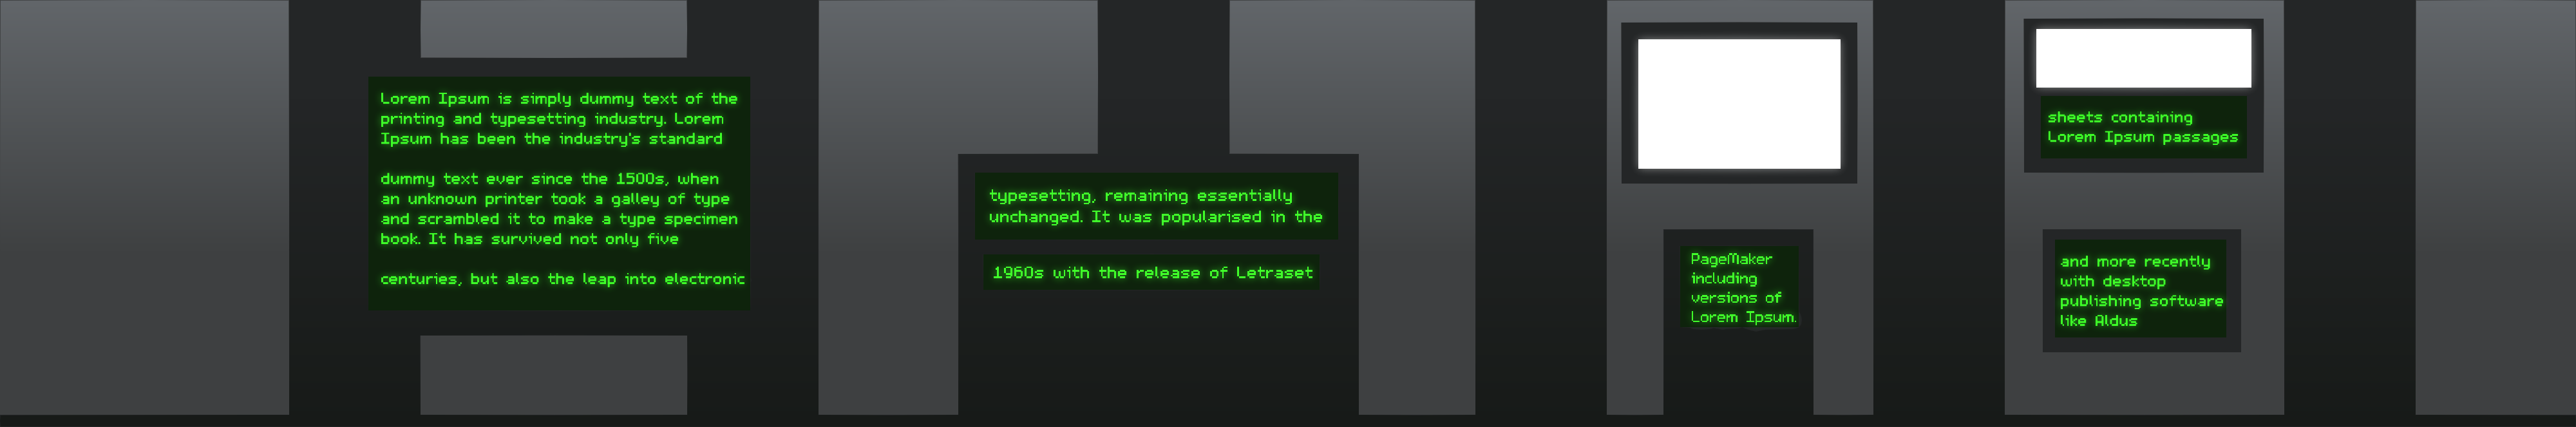 Lorem Ipsum is simply dummy text of the
printing and typesetting industry. Lorem
Ipsum has been the industry's standard
dummy text ever since the 1500s, when
an unknown printer took a galley of type
and scrambled it to make a type specimen
book. It has survived not only five
centuries, but also the leap into electronic
typesetting, remaining essentially
unchanged. It was popularised in the
1960s with the release of Letraset
sheets containing
Lorem Ipsum passages
and more recently
with desktop
publishing software
like Aldus
PageMaker
including
versions of
Lorem Ipsum.